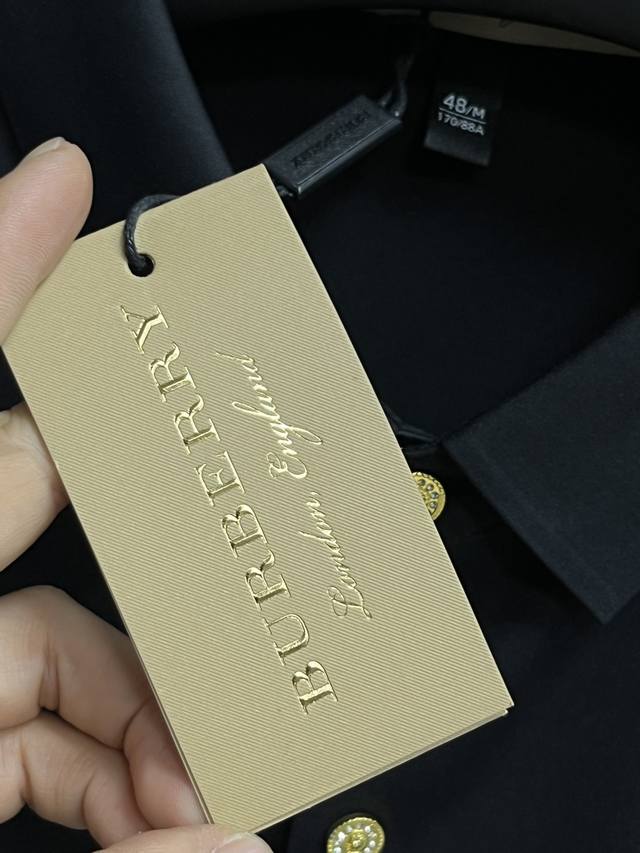 BURBERRY
London, England
48/M
170/88A